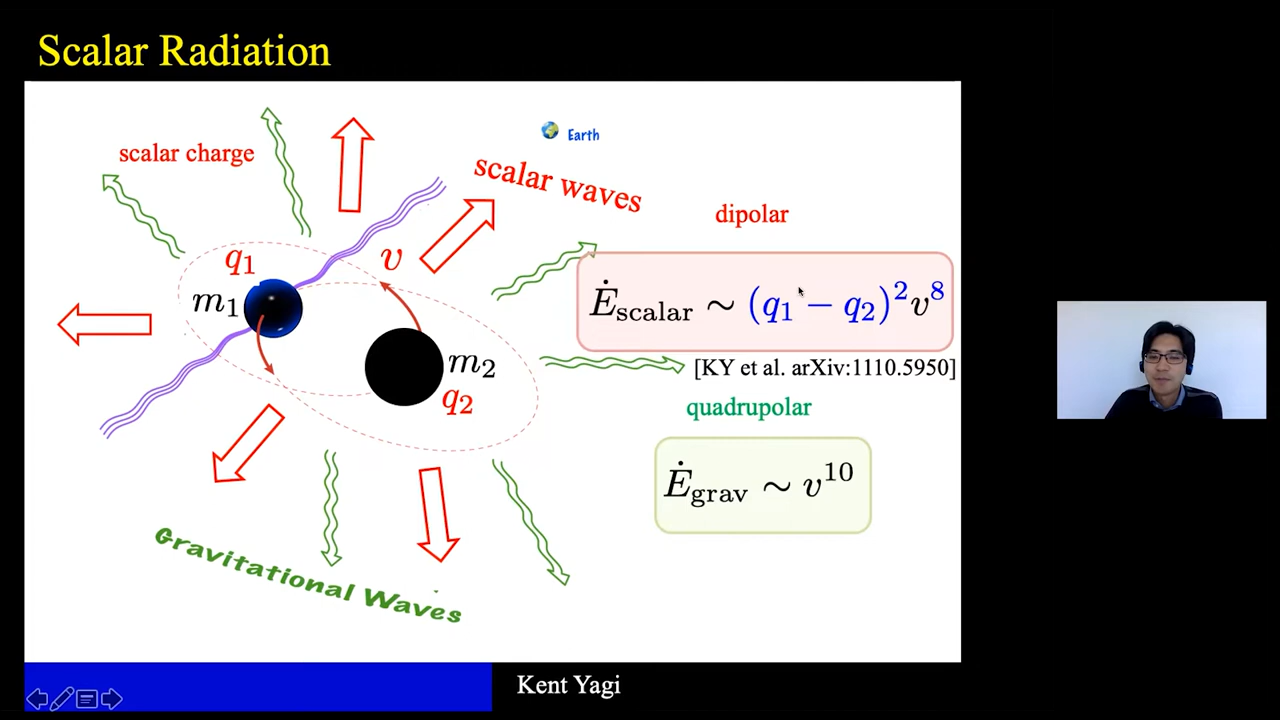 Scalar Radiation
Earth
scalar charge
scalar waves
dipolar
q₁
v
m₁
Ė_scalar ~ (q₁ − q₂)² v⁸
m₂
[KY et al. arXiv:1110.5950]
q₂
quadrupolar
Ė_grav ~ v¹⁰
Gravitational Waves
Kent Yagi